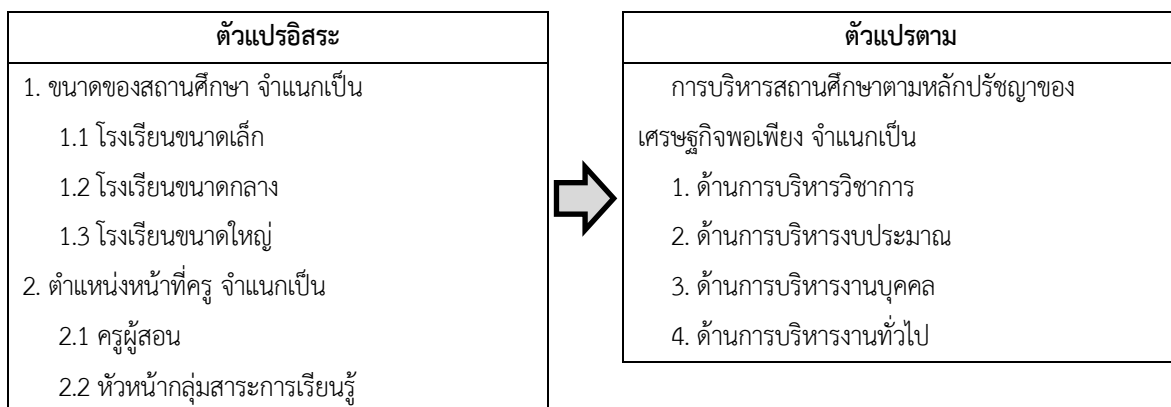 ตัวแปรอิสระ
1. ขนาดของสถานศึกษา จำแนกเป็น
1.1 โรงเรียนขนาดเล็ก
1.2 โรงเรียนขนาดกลาง
1.3 โรงเรียนขนาดใหญ่
2. ตำแหน่งหน้าที่ครู จำแนกเป็น
2.1 ครูผู้สอน
2.2 หัวหน้ากลุ่มสาระการเรียนรู้
ตัวแปรตาม
การบริหารสถานศึกษาตามหลักปรัชญาของ
เศรษฐกิจพอเพียง จำแนกเป็น
1. ด้านการบริหารวิชาการ
2. ด้านการบริหารงบประมาณ
3. ด้านการบริหารงานบุคคล
4. ด้านการบริหารงานทั่วไป